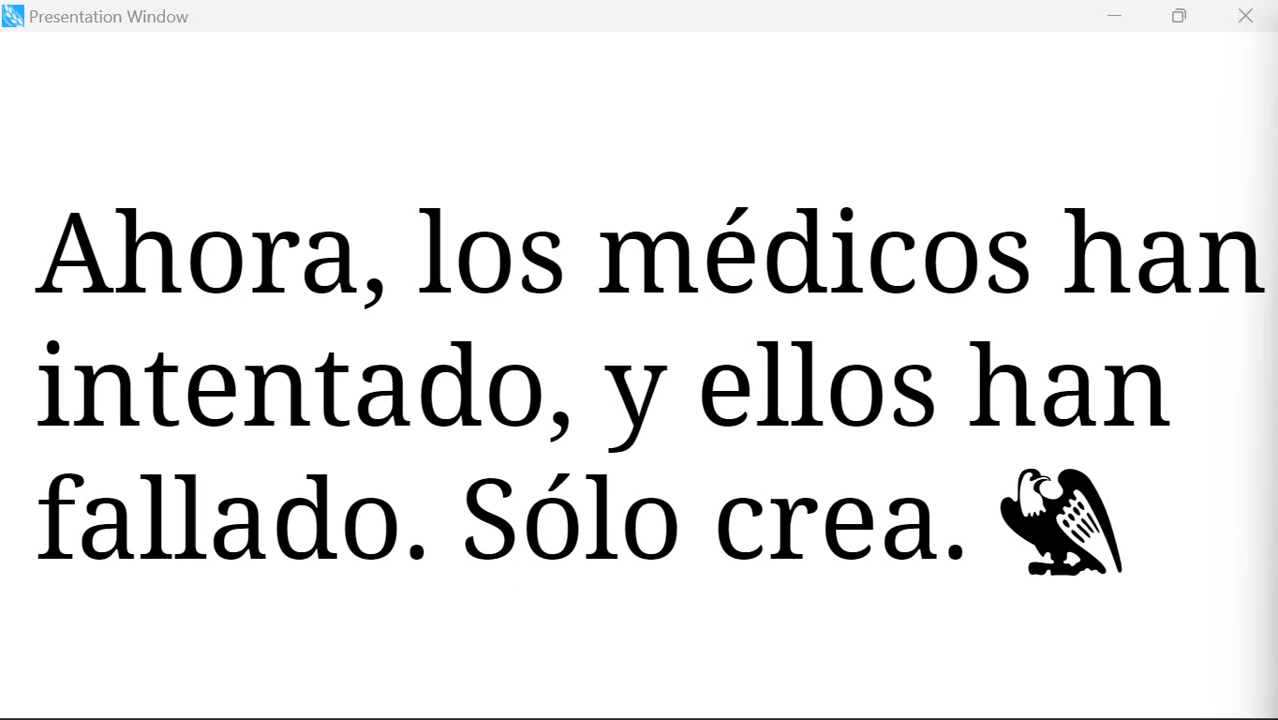 Presentation Window
Ahora, los médicos han
intentado, y ellos han
fallado. Sólo crea.